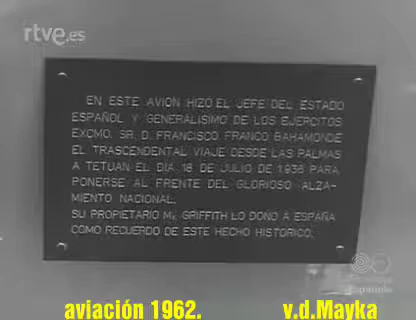 rtve.es
EN ESTE AVION HIZO EL JEFE DEL ESTADO
ESPAÑOL Y GENERALISIMO DE LOS EJERCITOS
EXCMO. SR. D. FRANCISCO FRANCO BAHAMONDE
EL TRASCENDENTAL VIAJE DESDE LAS PALMAS
A TETUAN EL DIA 18 DE JULIO DE 1936 PARA
PONERSE AL FRENTE DEL GLORIOSO ALZA-
MIENTO NACIONAL.
SU PROPIETARIO Mr. GRIFFITH LO DONO A ESPAÑA
COMO RECUERDO DE ESTE HECHO HISTORICO.
Filmoteca
Española
aviación 1962. v.d.Mayka